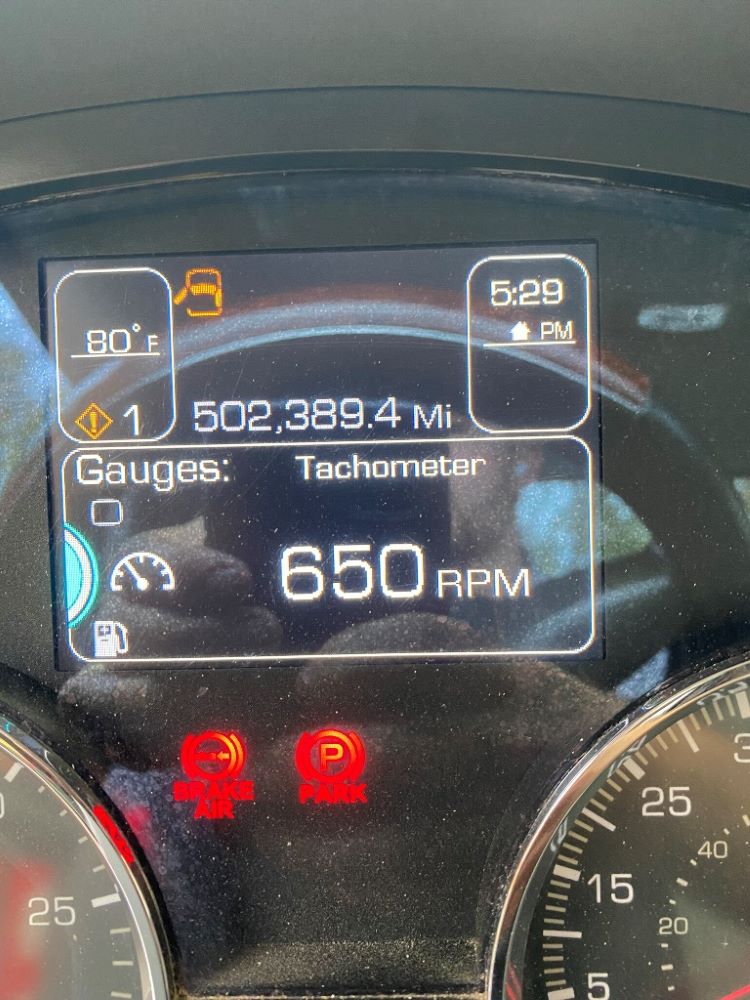 80°F
5:29
PM
1
502,389.4 Mi
Gauges: Tachometer
650 RPM
BRAKE
AIR
P
PARK
25
25
40
15
20
5